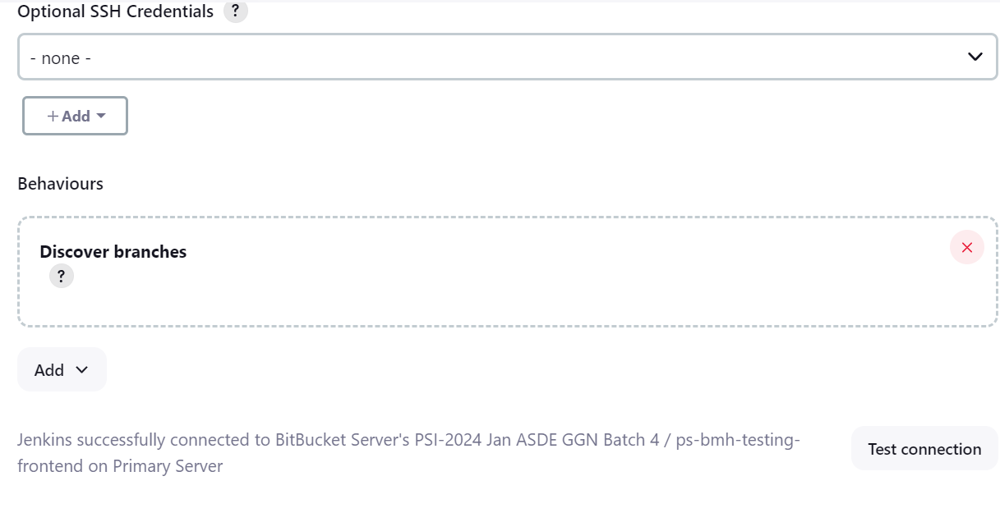 Optional SSH Credentials ?
- none -
+ Add
Behaviours
Discover branches
?
Add
Jenkins successfully connected to BitBucket Server's PSI-2024 Jan ASDE GGN Batch 4 / ps-bmh-testing-
frontend on Primary Server
Test connection